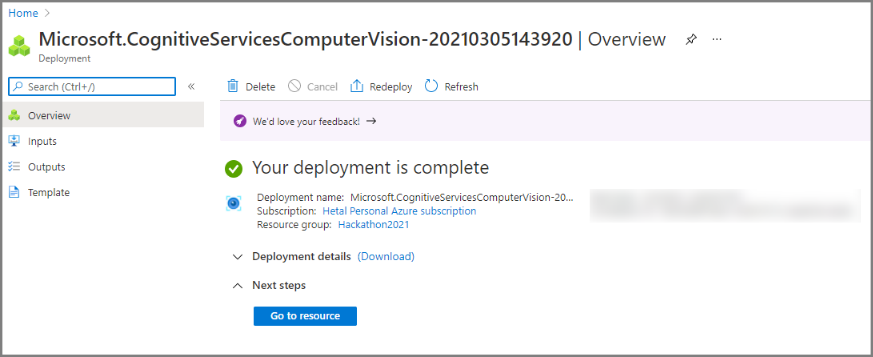 Home >
Microsoft.CognitiveServicesComputerVision-20210305143920 | Overview ...
Deployment
Search (Ctrl+/) «
Overview
Inputs
Outputs
Template
Delete Cancel Redeploy Refresh
We'd love your feedback! →
Your deployment is complete
Deployment name: Microsoft.CognitiveServicesComputerVision-20...
Subscription: Hetal Personal Azure subscription
Resource group: Hackathon2021
Deployment details (Download)
Next steps
Go to resource